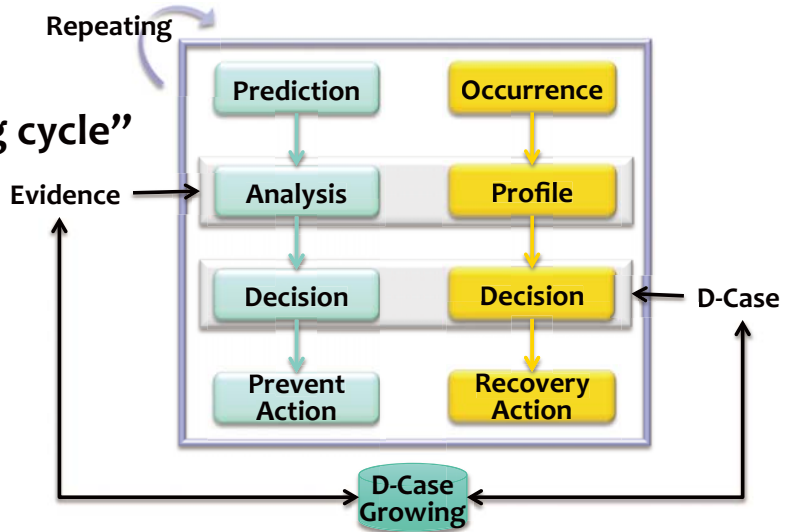 Repeating
Prediction
Occurrence
cycle”
Evidence
Analysis
Profile
Decision
Decision
D-Case
Prevent
Action
Recovery
Action
D-Case
Growing